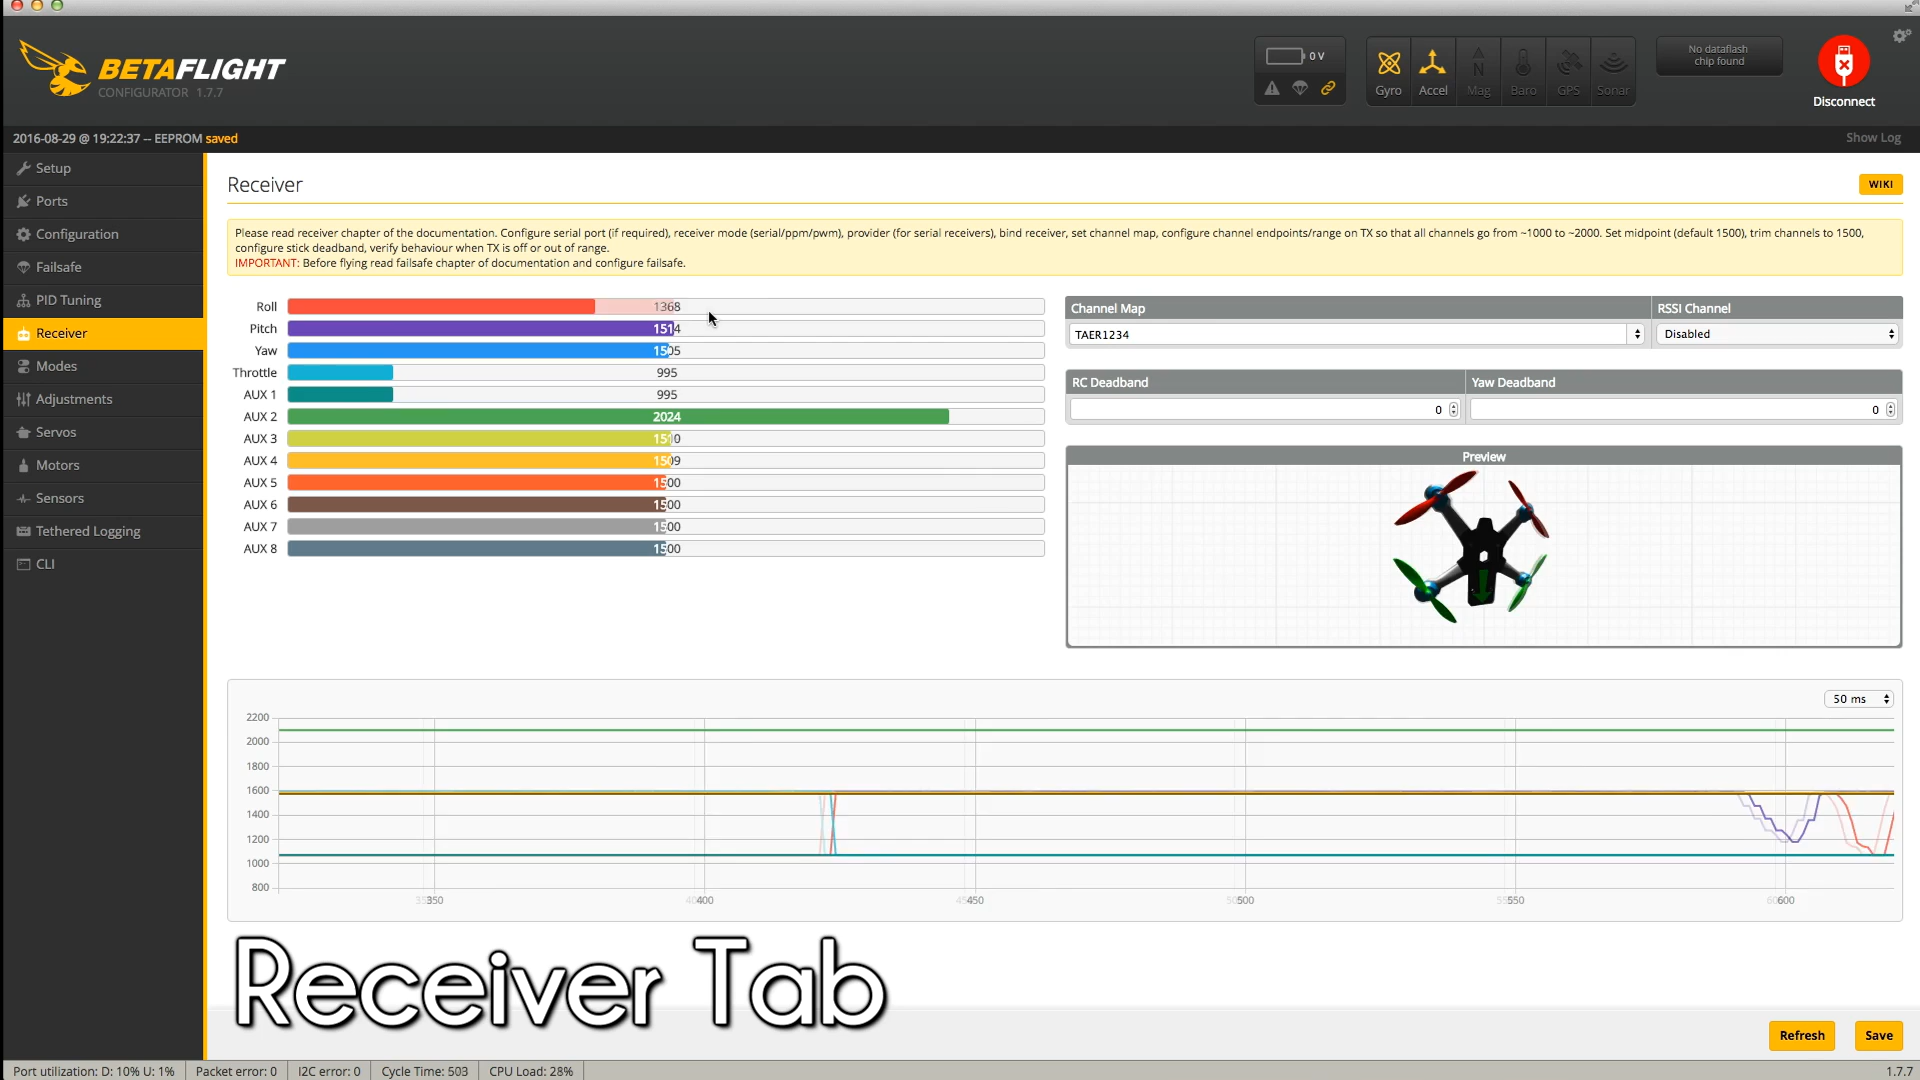 BETAFLIGHT
CONFIGURATOR 1.7.7
0 V
Gyro Accel Mag Baro GPS Sonar
No dataflash
chip found
Disconnect
2016-08-29 @ 19:22:37 -- EEPROM saved
Show Log
Setup
Ports
Configuration
Failsafe
PID Tuning
Receiver
Modes
Adjustments
Servos
Motors
Sensors
Tethered Logging
CLI
Receiver
WIKI
Please read receiver chapter of the documentation. Configure serial port (if required), receiver mode (serial/ppm/pwm), provider (for serial receivers), bind receiver, set channel map, configure channel endpoints/range on TX so that all channels go from ~1000 to ~2000. Set midpoint (default 1500), trim channels to 1500,
configure stick deadband, verify behaviour when TX is off or out of range.
IMPORTANT: Before flying read failsafe chapter of documentation and configure failsafe.
Roll 1368
Pitch 1514
Yaw 1505
Throttle 995
AUX 1 995
AUX 2 2024
AUX 3 1510
AUX 4 1509
AUX 5 1500
AUX 6 1500
AUX 7 1500
AUX 8 1500
Channel Map RSSI Channel
TAER1234 Disabled
RC Deadband Yaw Deadband
0 0
Preview
50 ms
2200
2000
1800
1600
1400
1200
1000
800
350 400 450 500 550 600
Receiver Tab
Refresh Save
Port utilization: D: 10% U: 1% Packet error: 0 I2C error: 0 Cycle Time: 503 CPU Load: 28% 1.7.7